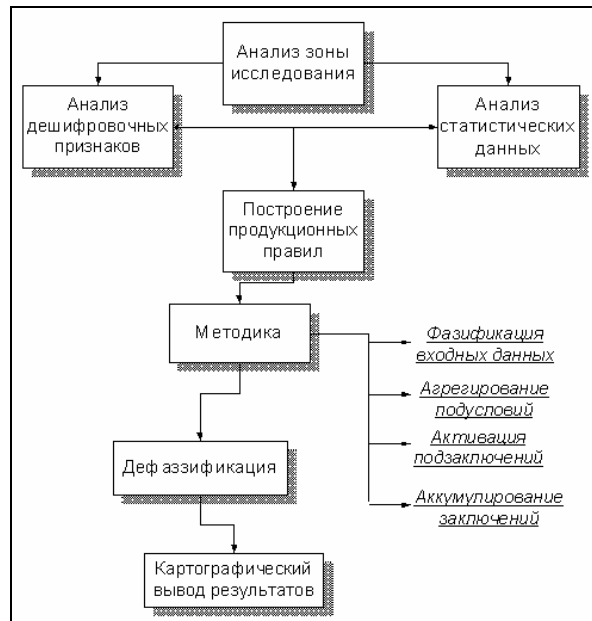 Анализ зоны
исследования
Анализ
дешифровочных
признаков
Анализ
статистических
данных
Построение
продукционных
правил
Методика
Фазификация
входных данных
Агрегирование
подусловий
Активация
подзаключений
Аккумулирование
заключений
Дефаззификация
Картографический
вывод результатов